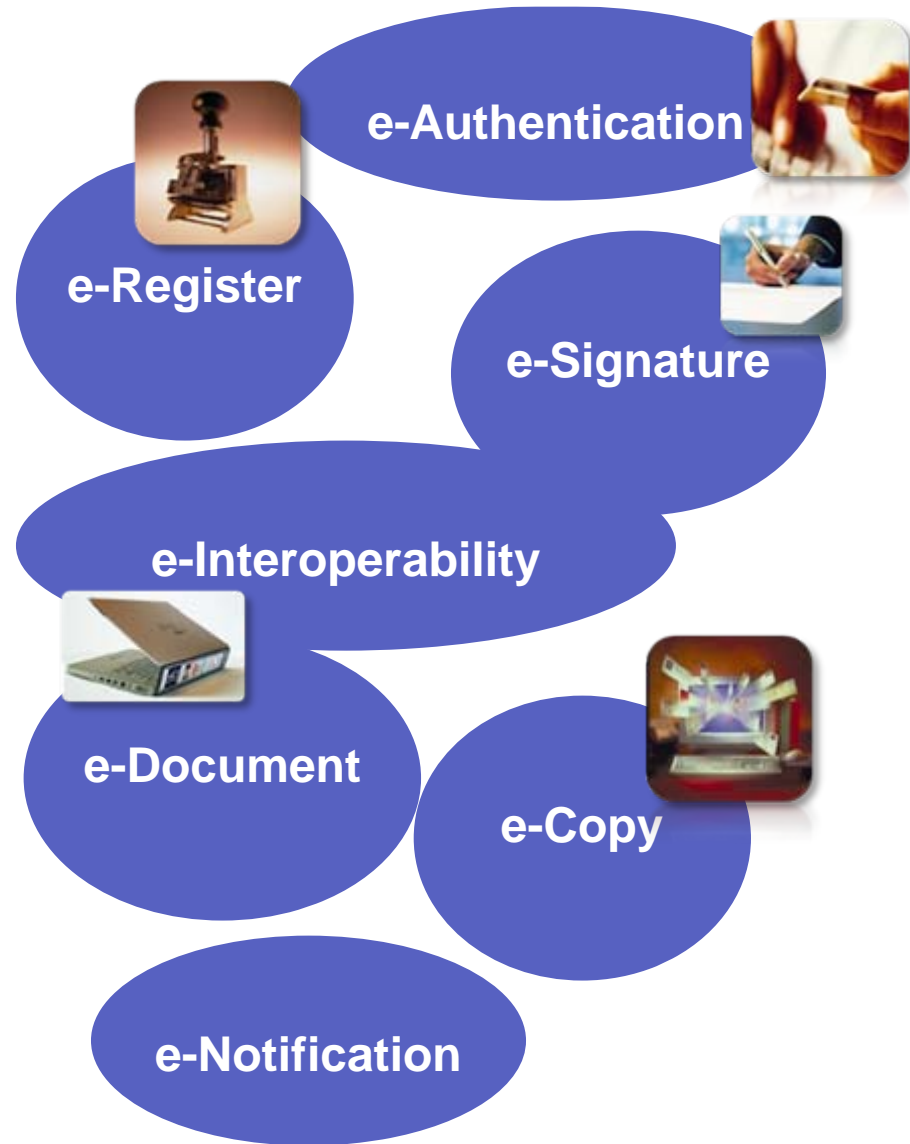 e-Authentication
e-Register
e-Signature
e-Interoperability
e-Document
e-Copy
e-Notification